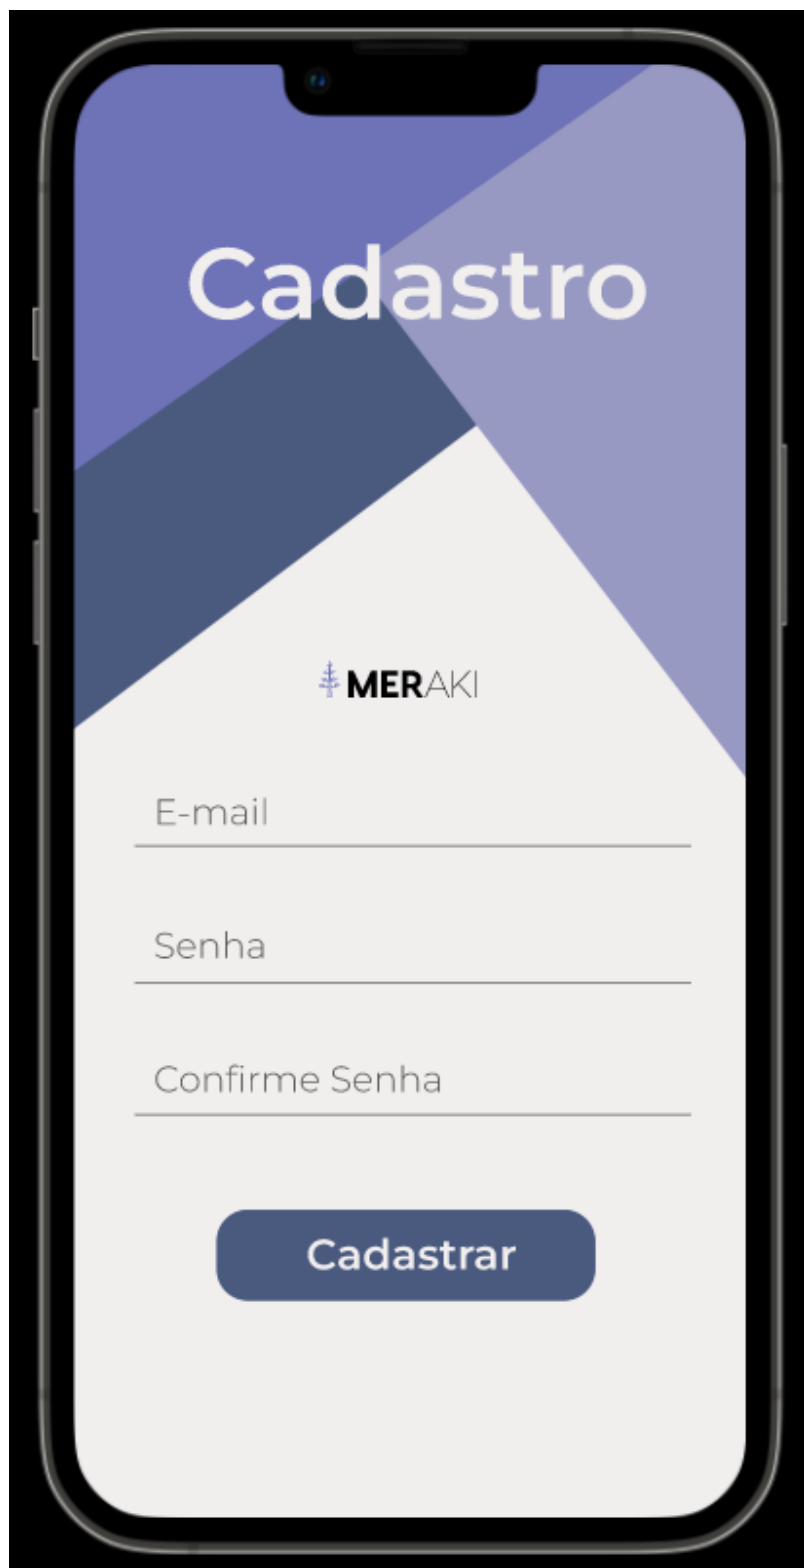 Cadastro
MERAKI
E-mail
Senha
Confirme Senha
Cadastrar